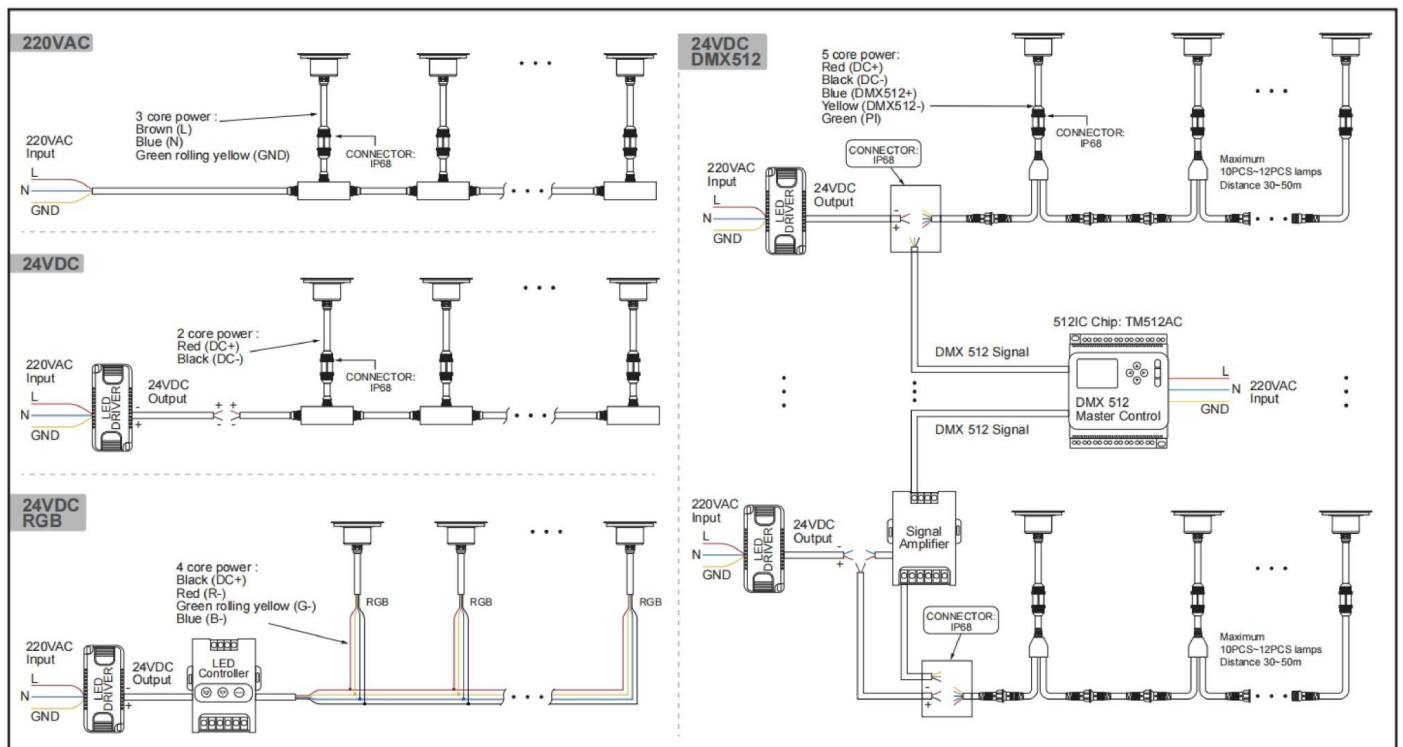 220VAC
3 core power :
Brown (L)
Blue (N)
Green rolling yellow (GND)
CONNECTOR:
IP68
220VAC
Input
L
N
GND
24VDC
2 core power :
Red (DC+)
Black (DC-)
CONNECTOR:
IP68
220VAC
Input
L
N
GND
LED
DRIVER
-
+
24VDC
Output
+ +
- -
24VDC
RGB
4 core power :
Black (DC+)
Red (R-)
Green rolling yellow (G-)
Blue (B-)
RGB
RGB
RGB
220VAC
Input
L
N
GND
LED
DRIVER
-
+
24VDC
Output
LED
Controller
24VDC
DMX512
5 core power:
Red (DC+)
Black (DC-)
Blue (DMX512+)
Yellow (DMX512-)
Green (PI)
CONNECTOR:
IP68
CONNECTOR:
IP68
Maximum
10PCS~12PCS lamps
Distance 30~50m
220VAC
Input
L
N
GND
LED
DRIVER
24VDC
Output
-
+
512IC Chip: TM512AC
DMX 512 Signal
DMX 512
Master Control
L
N
GND
220VAC
Input
DMX 512 Signal
220VAC
Input
L
N
GND
LED
DRIVER
24VDC
Output
-
+
Signal
Amplifier
CONNECTOR:
IP68
-
+
Maximum
10PCS~12PCS lamps
Distance 30~50m